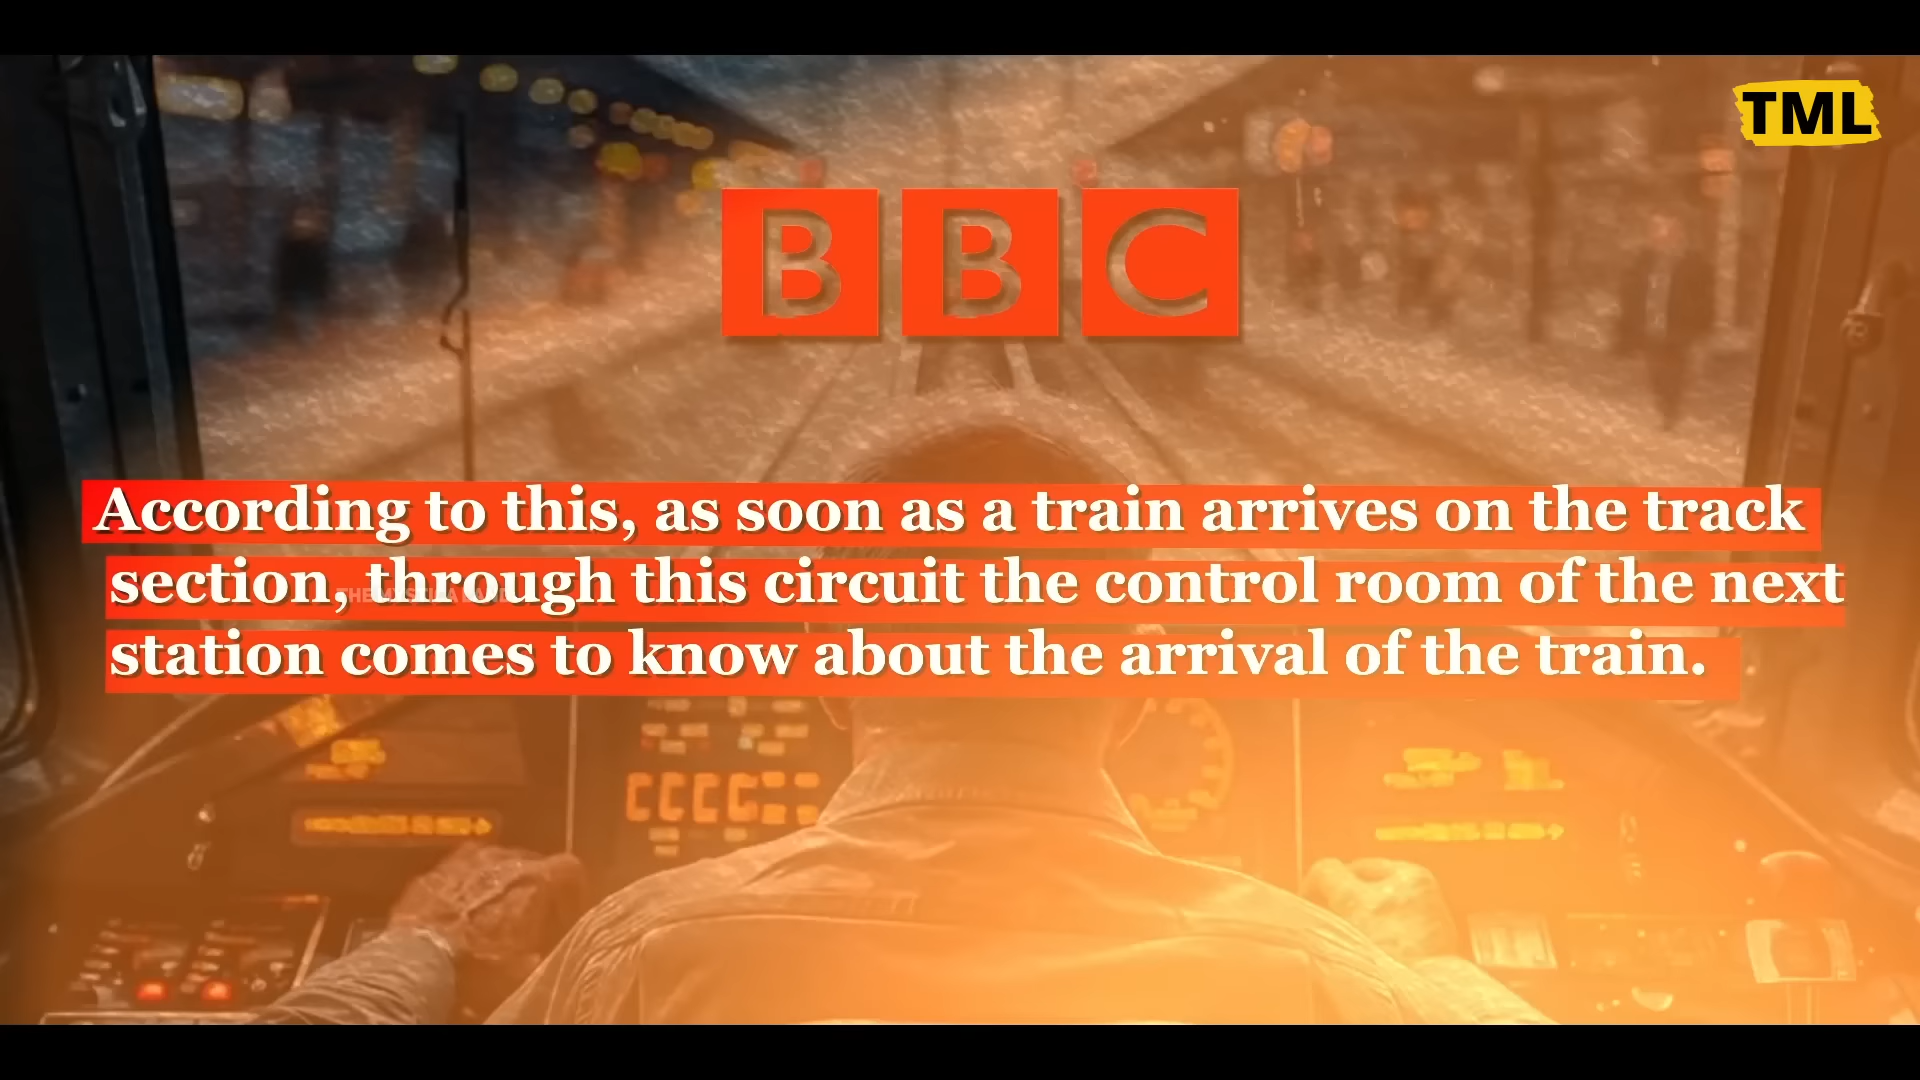 TML
BBC
According to this, as soon as a train arrives on the track
section, through this circuit the control room of the next
station comes to know about the arrival of the train.